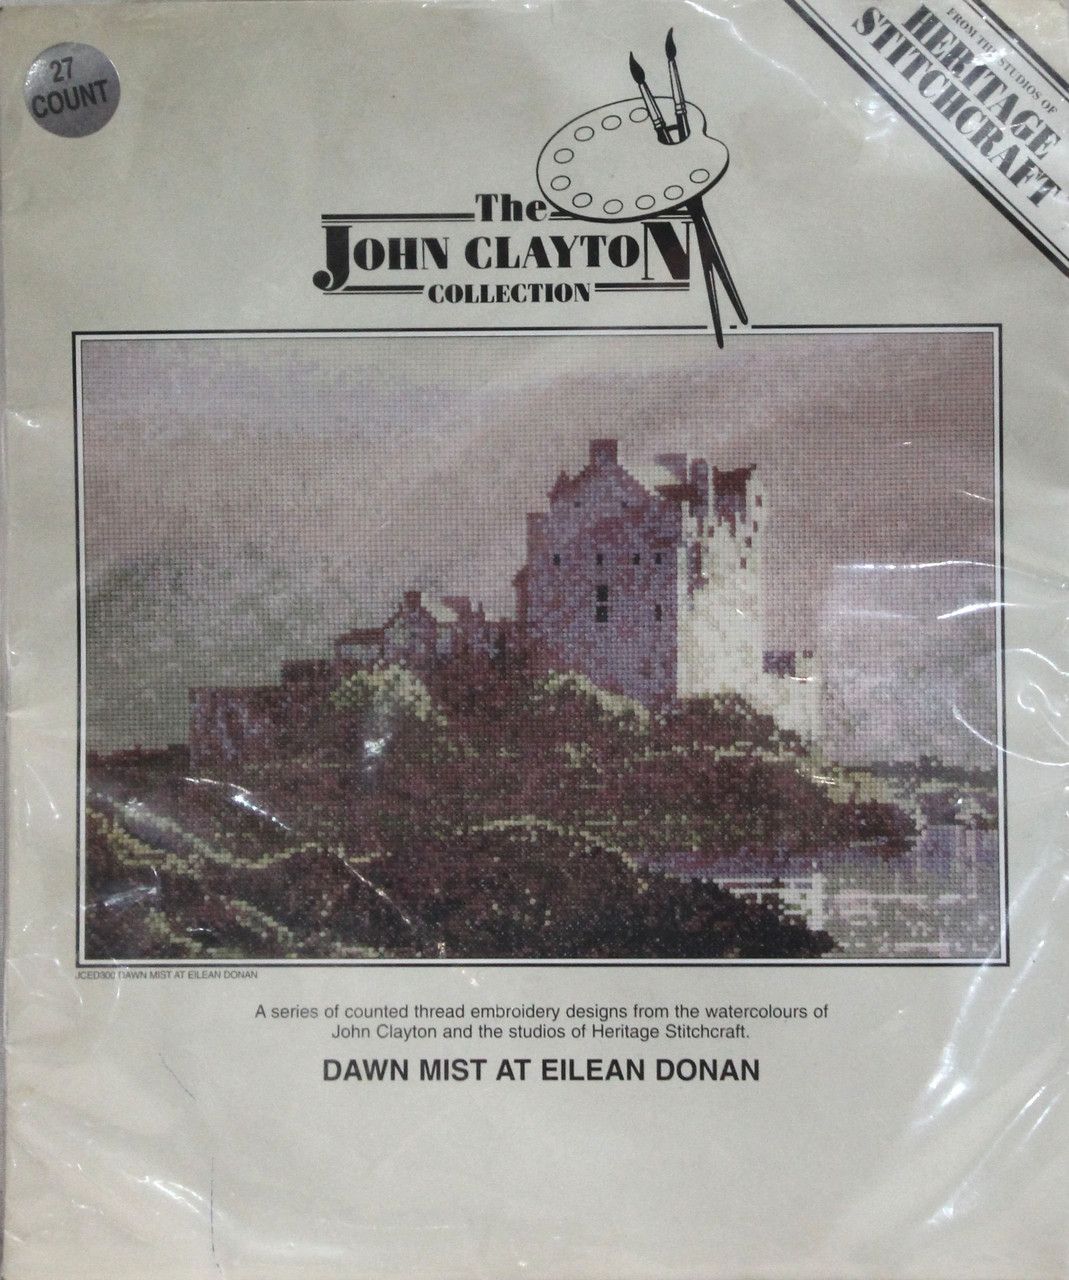 27
COUNT
FROM THE STUDIOS OF
HERITAGE
STITCHCRAFT
The
JOHN CLAYTON
COLLECTION
JCED300 DAWN MIST AT EILEAN DONAN
A series of counted thread embroidery designs from the watercolours of
John Clayton and the studios of Heritage Stitchcraft.
DAWN MIST AT EILEAN DONAN